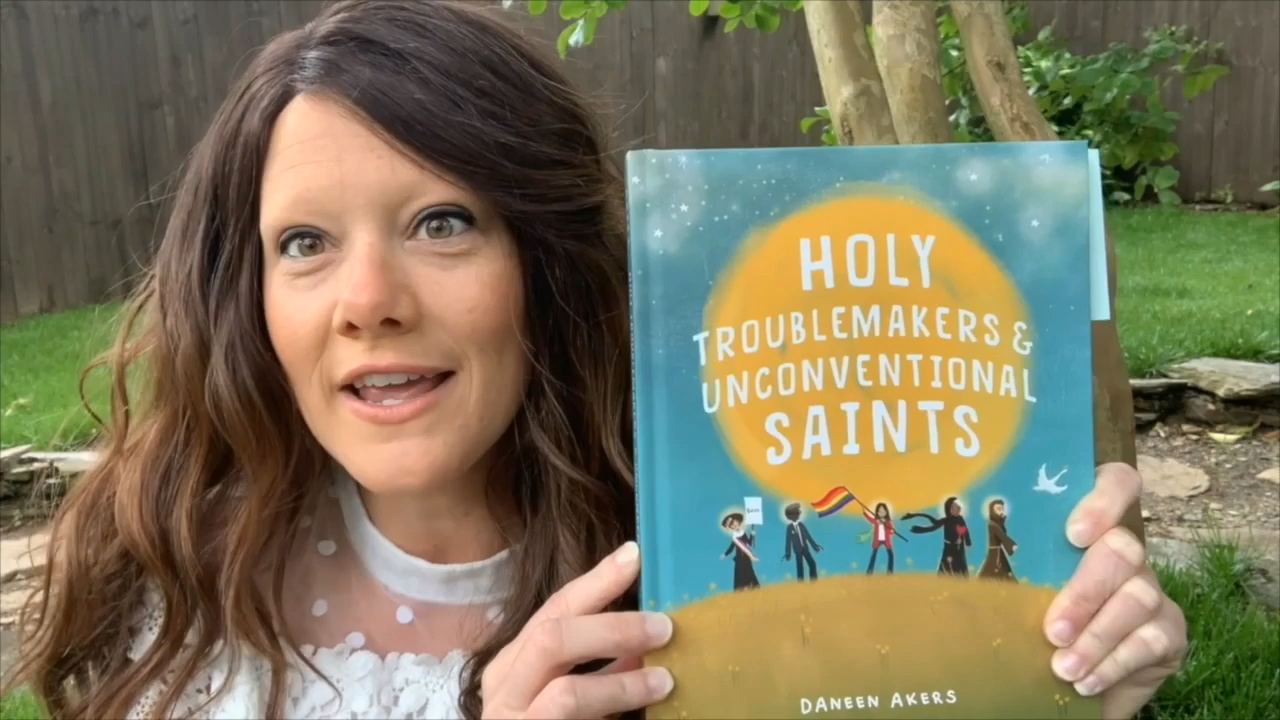 HOLY
TROUBLEMAKERS &
UNCONVENTIONAL
SAINTS
DANEEN AKERS